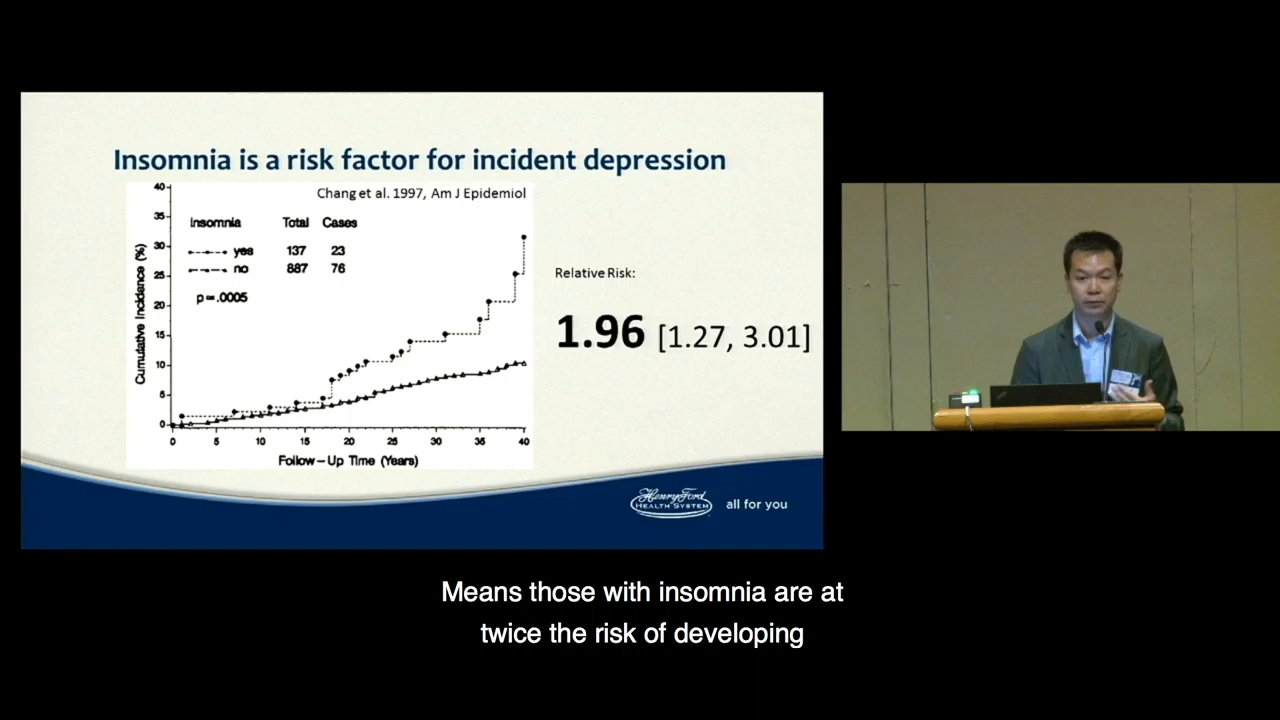 Insomnia is a risk factor for incident depression
Chang et al. 1997, Am J Epidemiol
Insomnia Total Cases
yes 137 23
no 887 76
p=.0005
Cumulative Incidence (%)
40
35
30
25
20
15
10
5
0
0 5 10 15 20 25 30 35 40
Follow-Up Time (Years)
Relative Risk:
1.96 [1.27, 3.01]
Henry Ford
HEALTH SYSTEM
all for you
Means those with insomnia are at
twice the risk of developing